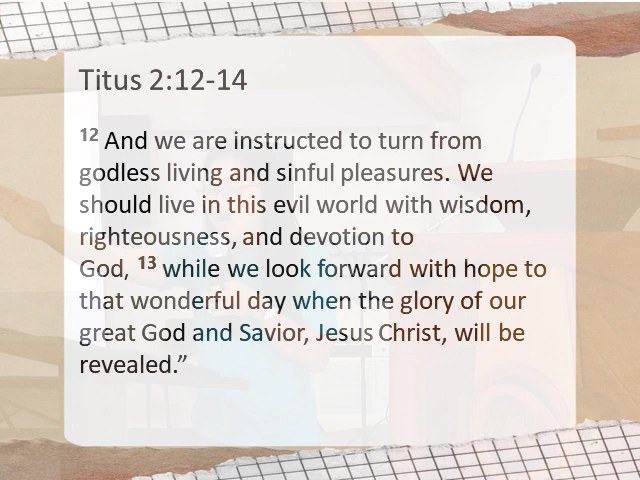 Titus 2:12-14
12 And we are instructed to turn from
godless living and sinful pleasures. We
should live in this evil world with wisdom,
righteousness, and devotion to
God, 13 while we look forward with hope to
that wonderful day when the glory of our
great God and Savior, Jesus Christ, will be
revealed.”